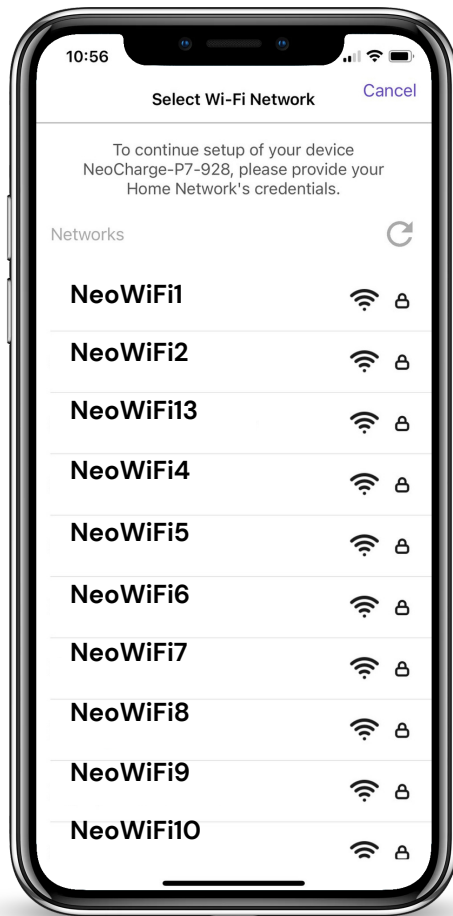 10:56
Select Wi-Fi Network
Cancel
To continue setup of your device
NeoCharge-P7-928, please provide your
Home Network's credentials.
Networks
NeoWiFi1
NeoWiFi2
NeoWiFi13
NeoWiFi4
NeoWiFi5
NeoWiFi6
NeoWiFi7
NeoWiFi8
NeoWiFi9
NeoWiFi10